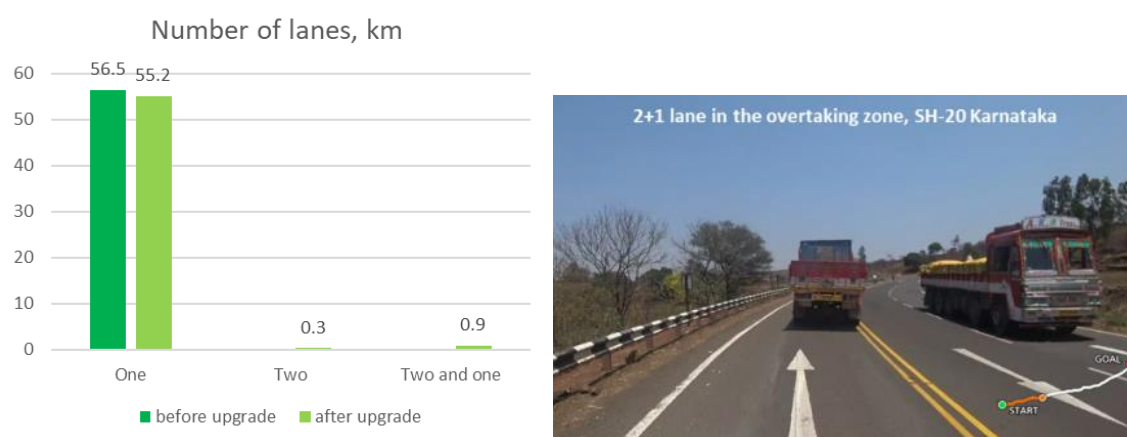 Number of lanes, km
60
50
40
30
20
10
0
56.5
55.2
0.3
0.9
One
Two
Two and one
before upgrade
after upgrade
2+1 lane in the overtaking zone, SH-20 Karnataka
GOAL
START